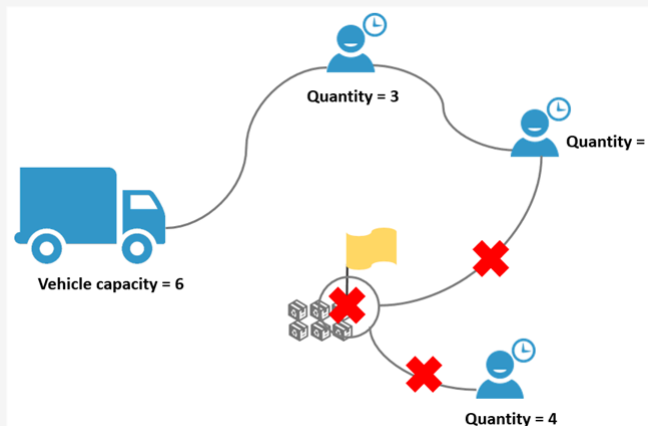 Quantity = 3
Quantity =
Vehicle capacity = 6
Quantity = 4